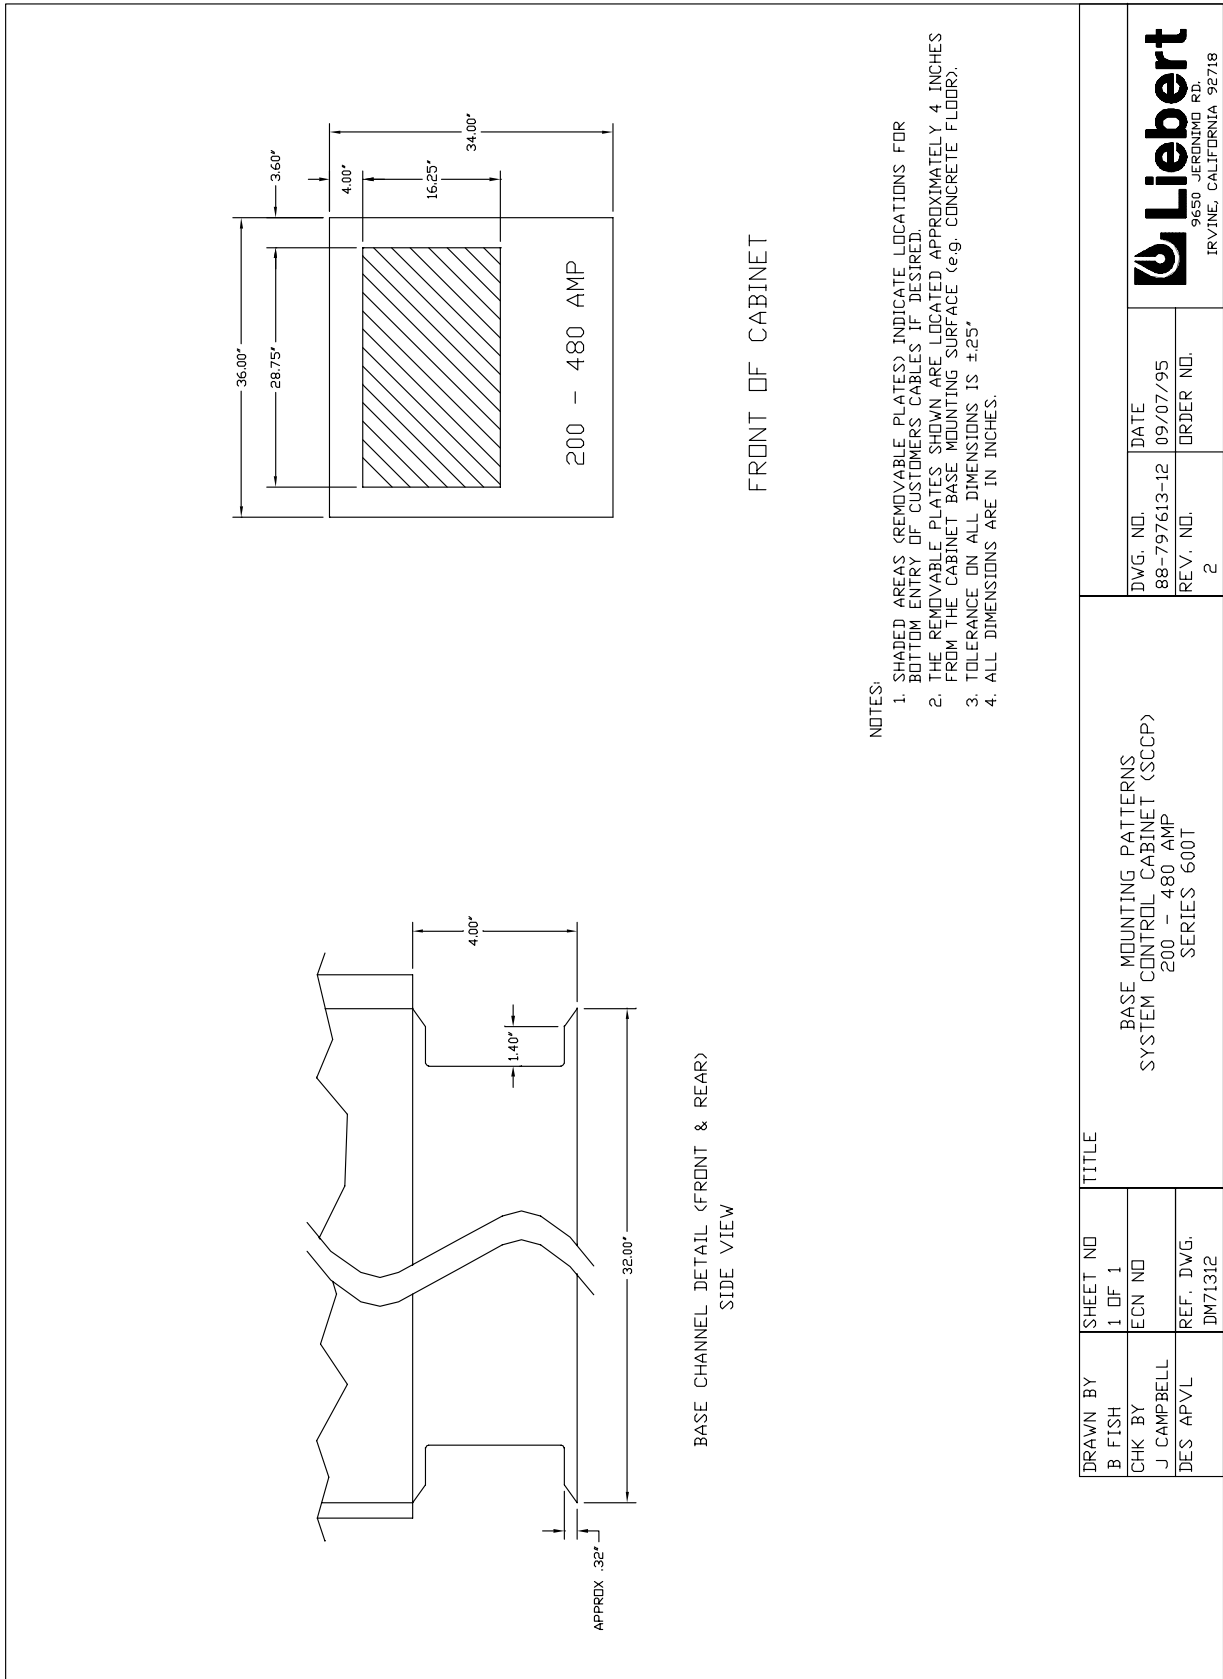 36.00"
3.60"
28.75"
4.00"
16.25"
34.00"
200 - 480 AMP
FRONT OF CABINET
4.00"
1.40"
32.00"
APPROX .32"
BASE CHANNEL DETAIL (FRONT & REAR)
SIDE VIEW
NOTES:
1. SHADED AREAS (REMOVABLE PLATES) INDICATE LOCATIONS FOR
BOTTOM ENTRY OF CUSTOMERS CABLES IF DESIRED.
2. THE REMOVABLE PLATES SHOWN ARE LOCATED APPROXIMATELY 4 INCHES
FROM THE CABINET BASE MOUNTING SURFACE (e.g. CONCRETE FLOOR).
3. TOLERANCE ON ALL DIMENSIONS IS ±.25"
4. ALL DIMENSIONS ARE IN INCHES.
DRAWN BY
B FISH
CHK BY
J CAMPBELL
DES APVL
SHEET NO
1 OF 1
ECN NO
REF. DWG.
DM71312
TITLE
BASE MOUNTING PATTERNS
SYSTEM CONTROL CABINET (SCCP)
200 - 480 AMP
SERIES 600T
DWG. NO.
88-797613-12
REV. NO.
2
DATE
09/07/95
ORDER NO.
Liebert
9650 JERONIMO RD.
IRVINE, CALIFORNIA 92718